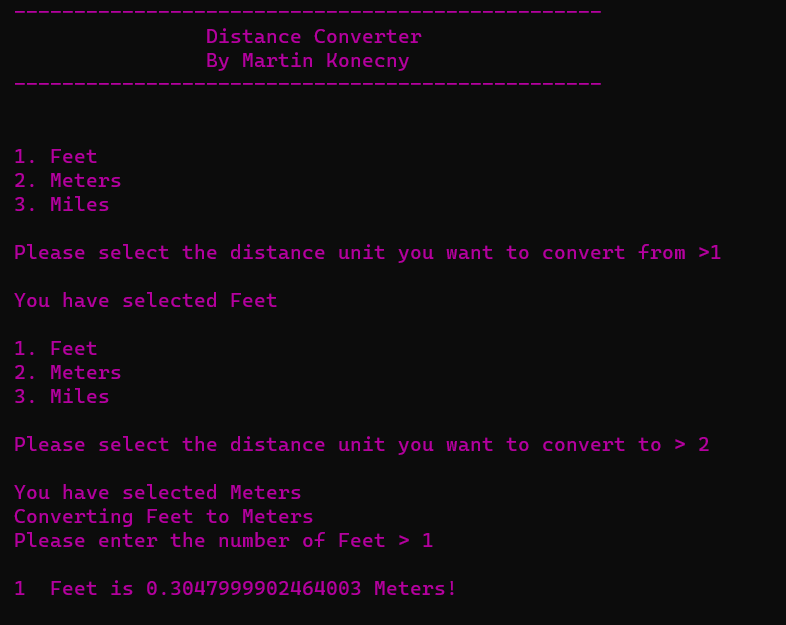 ------------------------------------------------
Distance Converter
By Martin Konecny
------------------------------------------------
1. Feet
2. Meters
3. Miles
Please select the distance unit you want to convert from >1
You have selected Feet
1. Feet
2. Meters
3. Miles
Please select the distance unit you want to convert to > 2
You have selected Meters
Converting Feet to Meters
Please enter the number of Feet > 1
1  Feet is 0.3047999902464003 Meters!